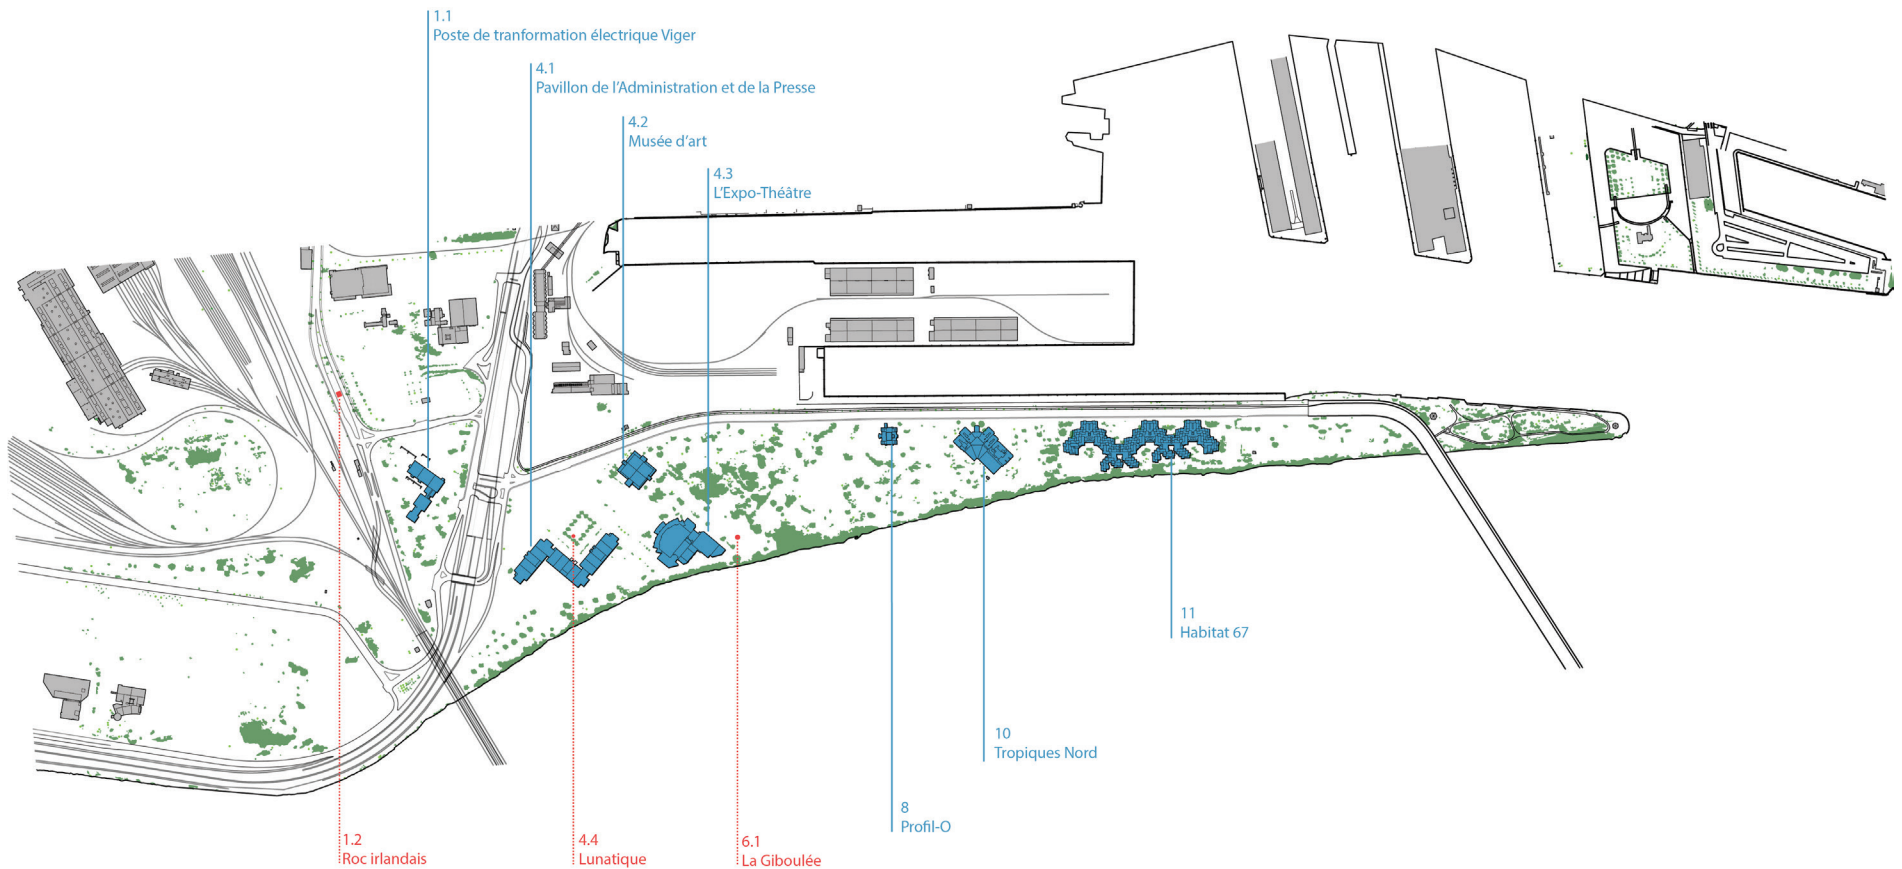 1.1
Poste de tranformation électrique Viger
4.1
Pavillon de l'Administration et de la Presse
4.2
Musée d'art
4.3
L'Expo-Théâtre
11
Habitat 67
10
Tropiques Nord
8
Profil-O
1.2
Roc irlandais
4.4
Lunatique
6.1
La Giboulée